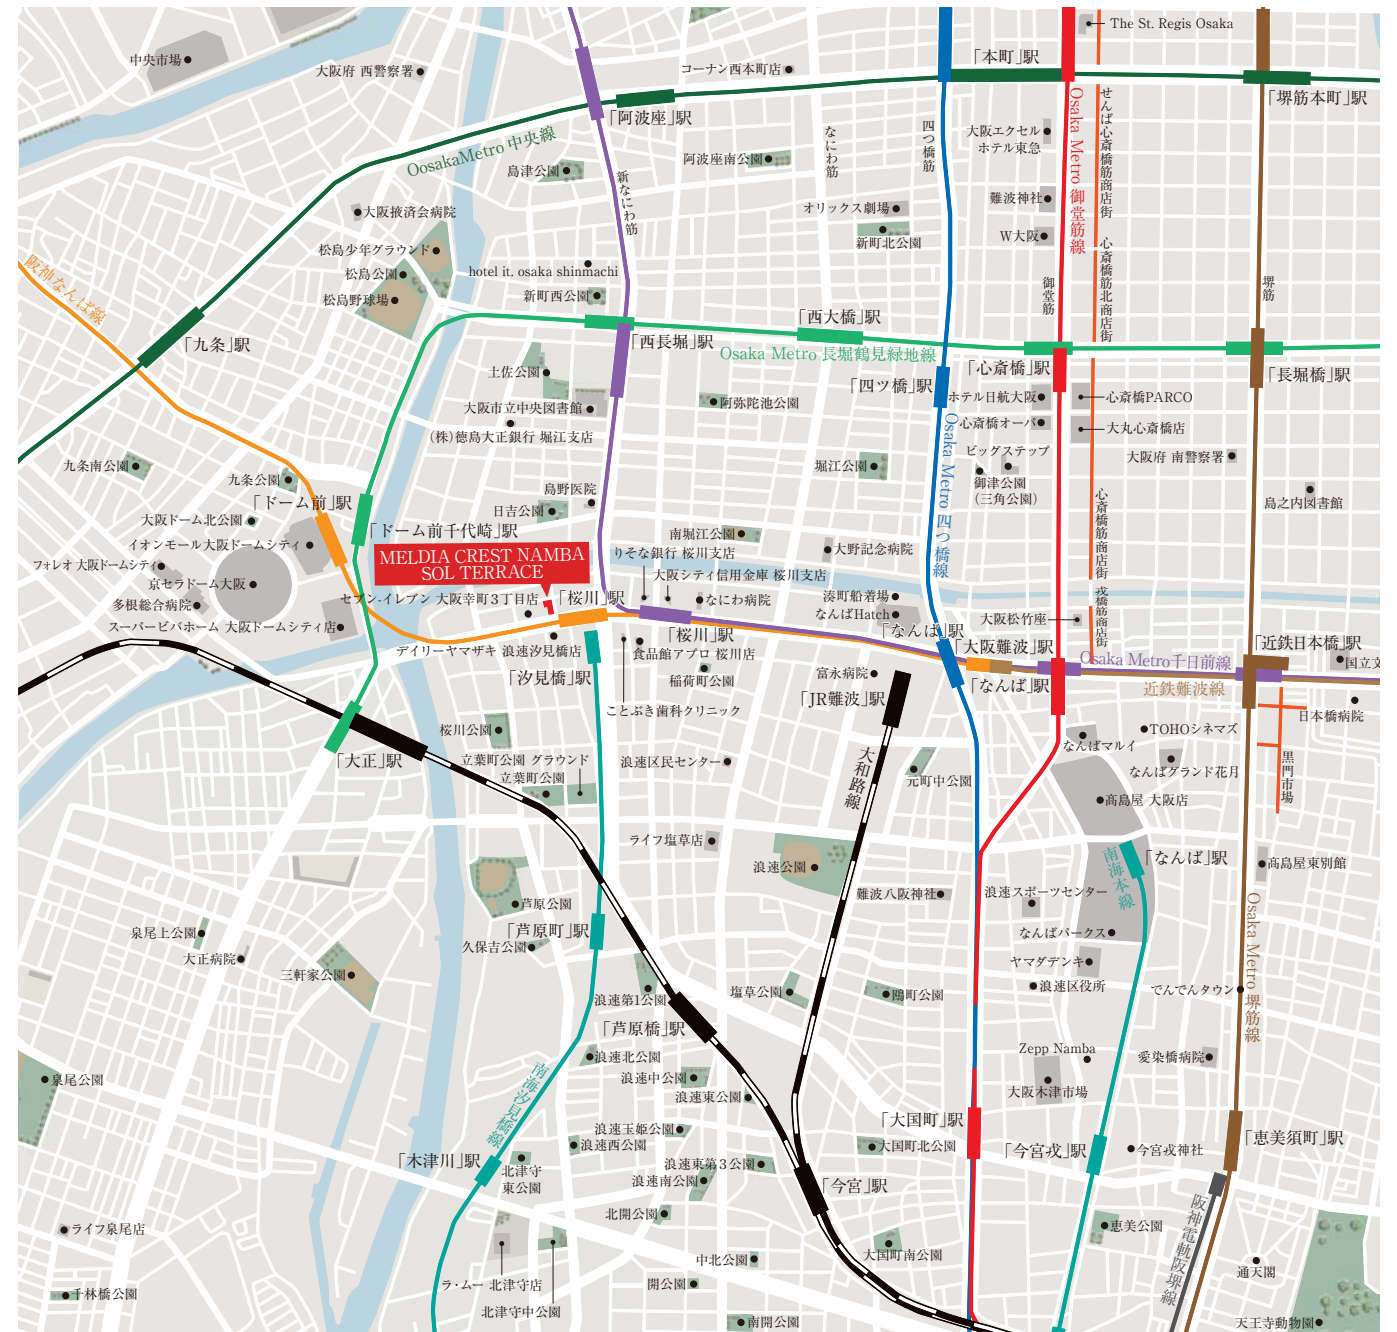 The St. Regis Osaka
中央市場
大阪府 西警察署
コーナン西本町店
「本町」駅
「堺筋本町」駅
「阿波座」駅
OosakaMetro 中央線
Osaka Metro 御堂筋線
せんば心斎橋筋商店街
四つ橋筋
なにわ筋
大阪エクセル
ホテル東急
島津公園
阿波座南公園
新なにわ筋
難波神社
オリックス劇場
大阪掖済会病院
W大阪
新町北公園
松島少年グラウンド
心斎橋筋北商店街
阪神なんば線
松島公園
hotel it. osaka shinmachi
御堂筋
堺筋
松島野球場
新町西公園
「西大橋」駅
「九条」駅
「西長堀」駅
Osaka Metro 長堀鶴見緑地線
「心斎橋」駅
「長堀橋」駅
土佐公園
「四ツ橋」駅
ホテル日航大阪
心斎橋PARCO
大阪市立中央図書館
阿弥陀池公園
心斎橋オーパ
大丸心斎橋店
(株)徳島大正銀行 堀江支店
Osaka Metro 四つ橋線
ビッグステップ
大阪府 南警察署
九条南公園
堀江公園
御津公園
(三角公園)
九条公園
島野医院
島之内図書館
「ドーム前」駅
日吉公園
心斎橋筋商店街
大阪ドーム北公園
「ドーム前千代崎」駅
南堀江公園
イオンモール大阪ドームシティ
MELDIA CREST NAMBA
SOL TERRACE
りそな銀行 桜川支店
大野記念病院
フォレオ 大阪ドームシティ
大阪シティ信用金庫 桜川支店
京セラドーム大阪
セブン-イレブン 大阪幸町3丁目店
「桜川」駅
なにわ病院
湊町船着場
多根総合病院
なんばHatch
戎橋筋商店街
大阪松竹座
スーパービバホーム 大阪ドームシティ店
「桜川」駅
「なんば」駅
「大阪難波」駅
「近鉄日本橋」駅
デイリーヤマザキ 浪速汐見橋店
食品館アプロ 桜川店
Osaka Metro千日前線
国立文
「汐見橋」駅
稲荷町公園
富永病院
「なんば」駅
近鉄難波線
「JR難波」駅
ことぶき歯科クリニック
日本橋病院
桜川公園
TOHOシネマズ
「大正」駅
立葉町公園 グラウンド
浪速区民センター
大和路線
なんばマルイ
立葉町公園
元町中公園
なんばグランド花月
黒門市場
髙島屋 大阪店
ライフ塩草店
南海本線
「なんば」駅
浪速公園
髙島屋東別館
難波八阪神社
浪速スポーツセンター
芦原公園
Osaka Metro 堺筋線
泉尾上公園
「芦原町」駅
なんばパークス
久保吉公園
大正病院
ヤマダデンキ
三軒家公園
浪速区役所
でんでんタウン
浪速第1公園
塩草公園
鴎町公園
「芦原橋」駅
Zepp Namba
浪速北公園
愛染橋病院
泉尾公園
南海汐見橋線
浪速中公園
大阪木津市場
浪速東公園
「大国町」駅
浪速玉姫公園
「恵美須町」駅
浪速西公園
大国町北公園
「今宮戎」駅
今宮戎神社
「木津川」駅
北津守
東公園
浪速東第3公園
浪速南公園
「今宮」駅
北開公園
阪神電軌阪堺線
恵美公園
ライフ泉尾店
中北公園
大国町南公園
通天閣
ラ・ムー 北津守店
開公園
千林橋公園
北津守中公園
南開公園
天王寺動物園